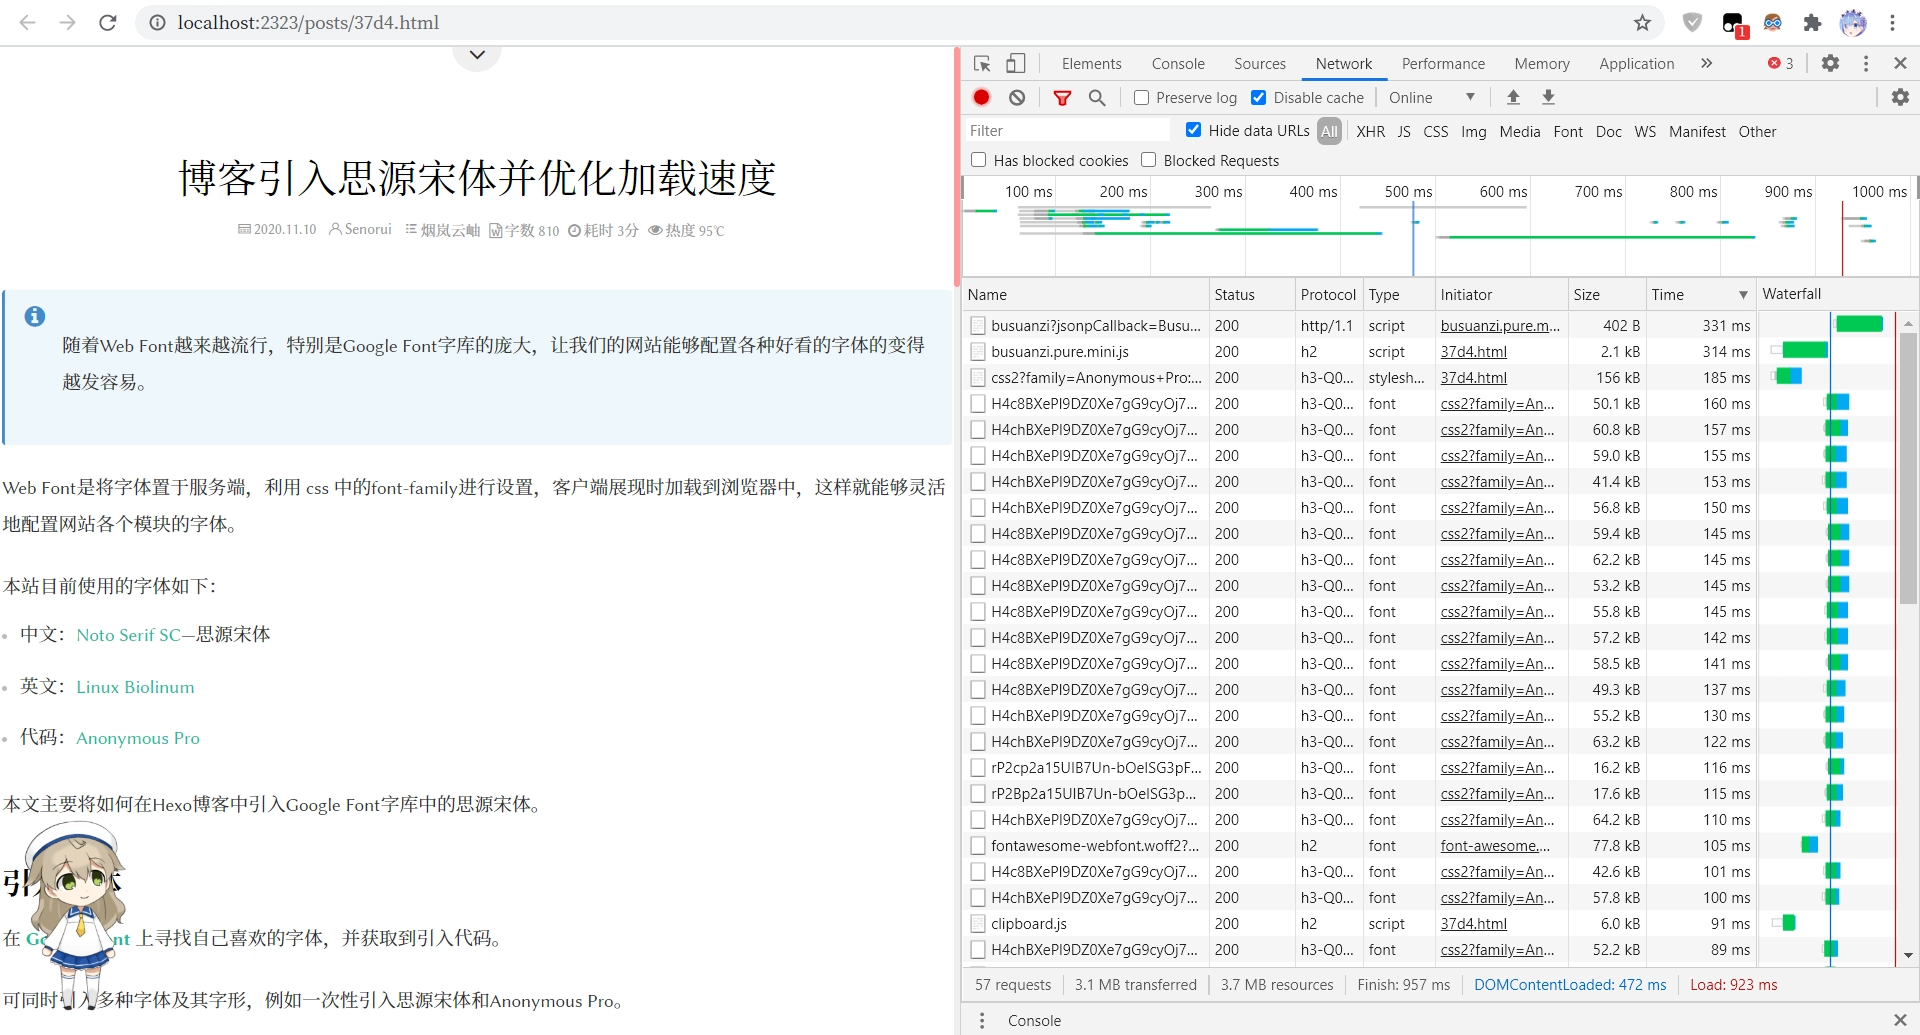 localhost:2323/posts/37d4.html
1
博客引入思源宋体并优化加载速度
2020.11.10 Senorui 烟岚云岫 字数 810 耗时 3分 热度 95℃
随着Web Font越来越流行，特别是Google Font字库的庞大，让我们的网站能够配置各种好看的字体的变得
越发容易。
Web Font是将字体置于服务端，利用 css 中的font-family进行设置，客户端展现时加载到浏览器中，这样就能够灵活
地配置网站各个模块的字体。
本站目前使用的字体如下：
中文：Noto Serif SC—思源宋体
英文：Linux Biolinum
代码：Anonymous Pro
本文主要将如何在Hexo博客中引入Google Font字库中的思源宋体。
在 上寻找自己喜欢的字体，并获取到引入代码。
可同时引入多种字体及其字形，例如一次性引入思源宋体和Anonymous Pro。
Elements Console Sources Network Performance Memory Application » 3
Preserve log Disable cache Online
Filter Hide data URLs All XHR JS CSS Img Media Font Doc WS Manifest Other
Has blocked cookies Blocked Requests
100 ms 200 ms 300 ms 400 ms 500 ms 600 ms 700 ms 800 ms 900 ms 1000 ms
Name Status Protocol Type Initiator Size Time Waterfall
busuanzi?jsonpCallback=Busu... 200 http/1.1 script busuanzi.pure.m... 402 B 331 ms
busuanzi.pure.mini.js 200 h2 script 37d4.html 2.1 kB 314 ms
css2?family=Anonymous+Pro:... 200 h3-Q0... stylesh... 37d4.html 156 kB 185 ms
H4c8BXePl9DZ0Xe7gG9cyOj7... 200 h3-Q0... font css2?family=An... 50.1 kB 160 ms
H4chBXePl9DZ0Xe7gG9cyOj7... 200 h3-Q0... font css2?family=An... 60.8 kB 157 ms
H4chBXePl9DZ0Xe7gG9cyOj7... 200 h3-Q0... font css2?family=An... 59.0 kB 155 ms
H4chBXePl9DZ0Xe7gG9cyOj7... 200 h3-Q0... font css2?family=An... 41.4 kB 153 ms
H4chBXePl9DZ0Xe7gG9cyOj7... 200 h3-Q0... font css2?family=An... 56.8 kB 150 ms
H4c8BXePl9DZ0Xe7gG9cyOj7... 200 h3-Q0... font css2?family=An... 59.4 kB 145 ms
H4chBXePl9DZ0Xe7gG9cyOj7... 200 h3-Q0... font css2?family=An... 62.2 kB 145 ms
H4c8BXePl9DZ0Xe7gG9cyOj7... 200 h3-Q0... font css2?family=An... 53.2 kB 145 ms
H4c8BXePl9DZ0Xe7gG9cyOj7... 200 h3-Q0... font css2?family=An... 55.8 kB 145 ms
H4c8BXePl9DZ0Xe7gG9cyOj7... 200 h3-Q0... font css2?family=An... 57.2 kB 142 ms
H4c8BXePl9DZ0Xe7gG9cyOj7... 200 h3-Q0... font css2?family=An... 58.5 kB 141 ms
H4c8BXePl9DZ0Xe7gG9cyOj7... 200 h3-Q0... font css2?family=An... 49.3 kB 137 ms
H4chBXePl9DZ0Xe7gG9cyOj7... 200 h3-Q0... font css2?family=An... 55.2 kB 130 ms
H4chBXePl9DZ0Xe7gG9cyOj7... 200 h3-Q0... font css2?family=An... 63.2 kB 122 ms
rP2cp2a15UIB7Un-bOeISG3pF... 200 h3-Q0... font css2?family=An... 16.2 kB 116 ms
rP2Bp2a15UIB7Un-bOeISG3p... 200 h3-Q0... font css2?family=An... 17.6 kB 115 ms
H4chBXePl9DZ0Xe7gG9cyOj7... 200 h3-Q0... font css2?family=An... 64.2 kB 110 ms
fontawesome-webfont.woff2?... 200 h2 font font-awesome.... 77.8 kB 105 ms
H4c8BXePl9DZ0Xe7gG9cyOj7... 200 h3-Q0... font css2?family=An... 42.6 kB 101 ms
H4chBXePl9DZ0Xe7gG9cyOj7... 200 h3-Q0... font css2?family=An... 57.8 kB 100 ms
clipboard.js 200 h2 script 37d4.html 6.0 kB 91 ms
H4chBXePl9DZ0Xe7gG9cyOj7... 200 h3-Q0... font css2?family=An... 52.2 kB 89 ms
57 requests 3.1 MB transferred 3.7 MB resources Finish: 957 ms DOMContentLoaded: 472 ms Load: 923 ms
Console